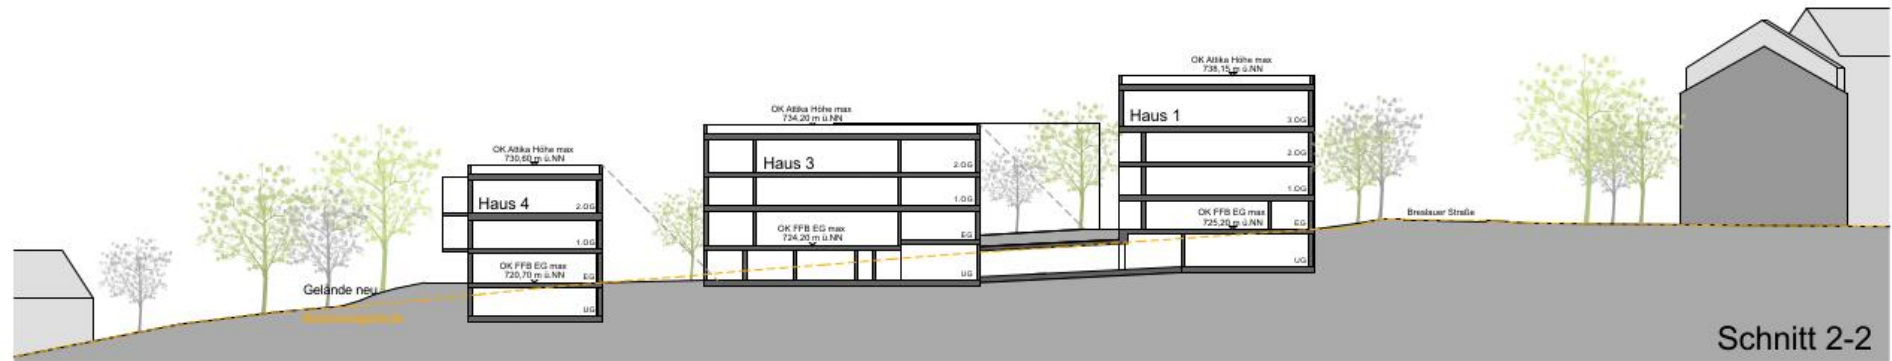 OK Attika Höhe max
738,15 m ü.NN
Haus 1
3.OG
2.OG
1.OG
OK FFB EG max
725,20 m ü.NN
EG
UG
OK Attika Höhe max
734,20 m ü.NN
Haus 3
2.OG
1.OG
OK FFB EG max
724,20 m ü.NN
EG
UG
OK Attika Höhe max
730,60 m ü.NN
Haus 4
2.OG
1.OG
OK FFB EG max
720,70 m ü.NN
EG
UG
Gelände neu
Breslauer Straße
Schnitt 2-2